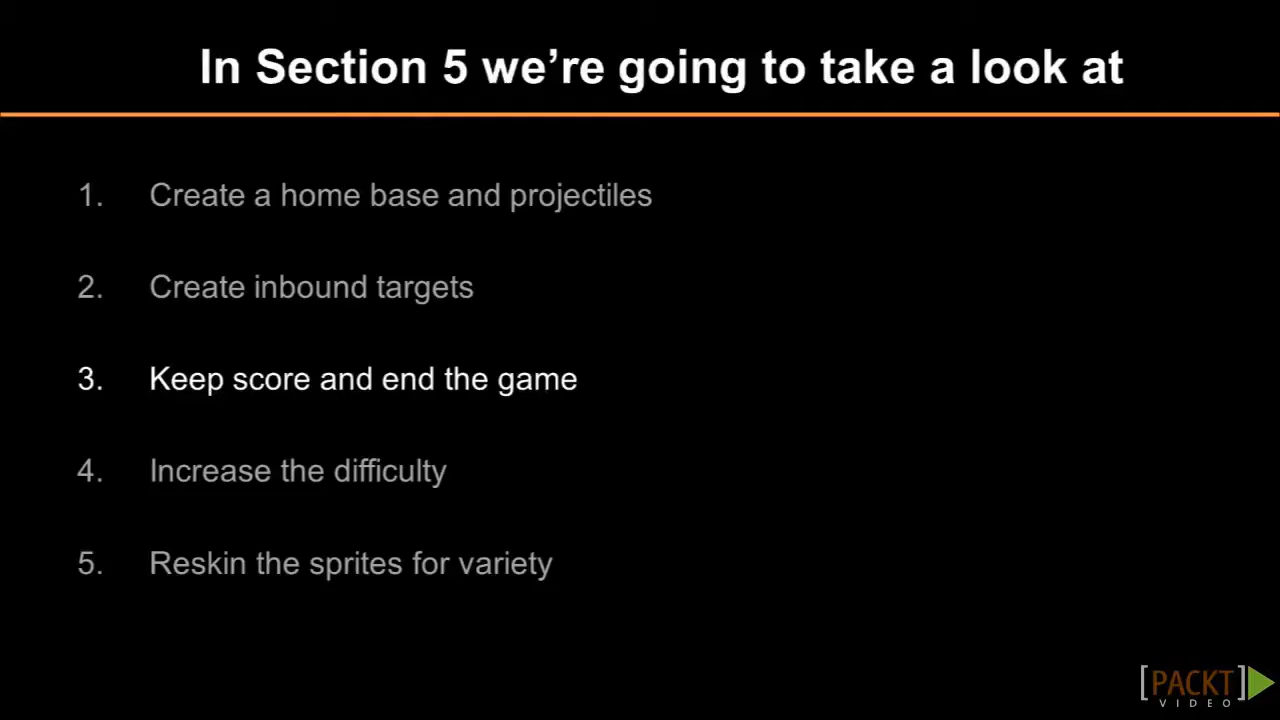 In Section 5 we’re going to take a look at
1. Create a home base and projectiles
2. Create inbound targets
3. Keep score and end the game
4. Increase the difficulty
5. Reskin the sprites for variety
[PACKT]
VIDEO